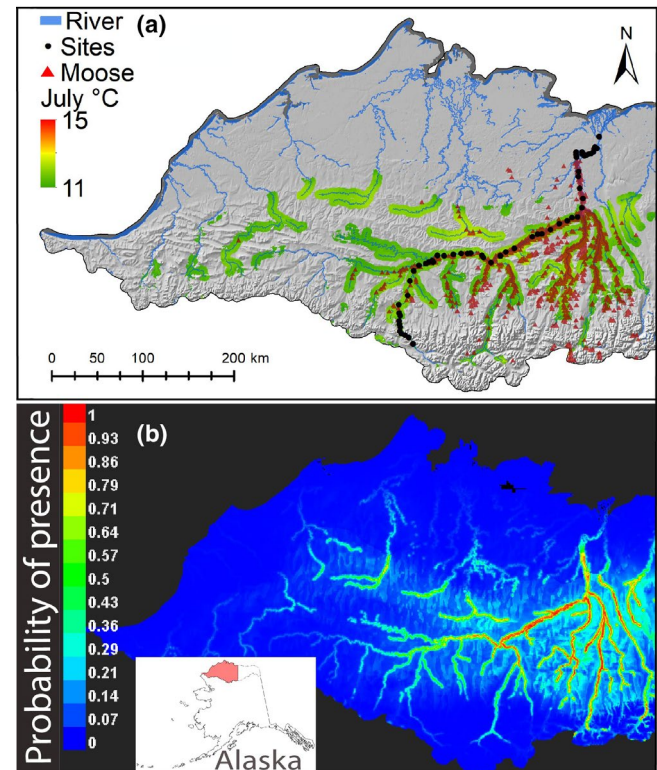 River
Sites
Moose
July °C
15
11
(a)
N
0 50 100 200 km
(b)
Probability of presence
1
0.93
0.86
0.79
0.71
0.64
0.57
0.5
0.43
0.36
0.29
0.21
0.14
0.07
0
Alaska